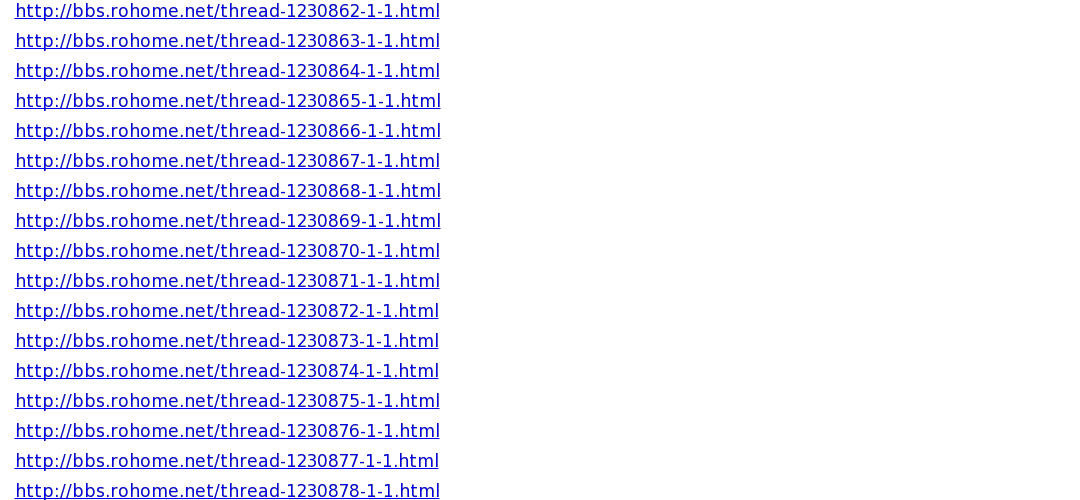 http://bbs.rohome.net/thread-1230862-1-1.html
http://bbs.rohome.net/thread-1230863-1-1.html
http://bbs.rohome.net/thread-1230864-1-1.html
http://bbs.rohome.net/thread-1230865-1-1.html
http://bbs.rohome.net/thread-1230866-1-1.html
http://bbs.rohome.net/thread-1230867-1-1.html
http://bbs.rohome.net/thread-1230868-1-1.html
http://bbs.rohome.net/thread-1230869-1-1.html
http://bbs.rohome.net/thread-1230870-1-1.html
http://bbs.rohome.net/thread-1230871-1-1.html
http://bbs.rohome.net/thread-1230872-1-1.html
http://bbs.rohome.net/thread-1230873-1-1.html
http://bbs.rohome.net/thread-1230874-1-1.html
http://bbs.rohome.net/thread-1230875-1-1.html
http://bbs.rohome.net/thread-1230876-1-1.html
http://bbs.rohome.net/thread-1230877-1-1.html
http://bbs.rohome.net/thread-1230878-1-1.html